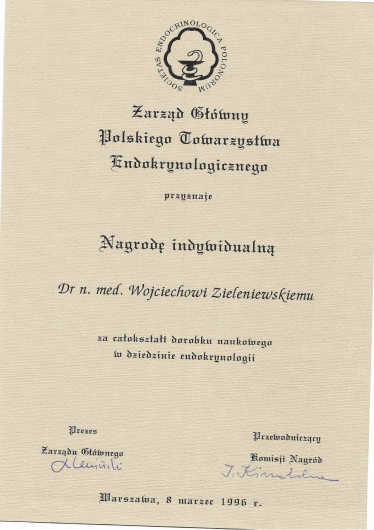 SOCIETAS ENDOCRINOLOGICA POLONORUM
Zarząd Główny
Polskiego Towarzystwa
Endokrynologicznego
przyznaje
Nagrodę indywidualną
Dr n. med. Wojciechowi Zieleniewskiemu
za całokształt dorobku naukowego
w dziedzinie endokrynologii
Prezes
Zarządu Głównego
Przewodniczący
Komisji Nagród
Warszawa, 8 marzec 1996 r.